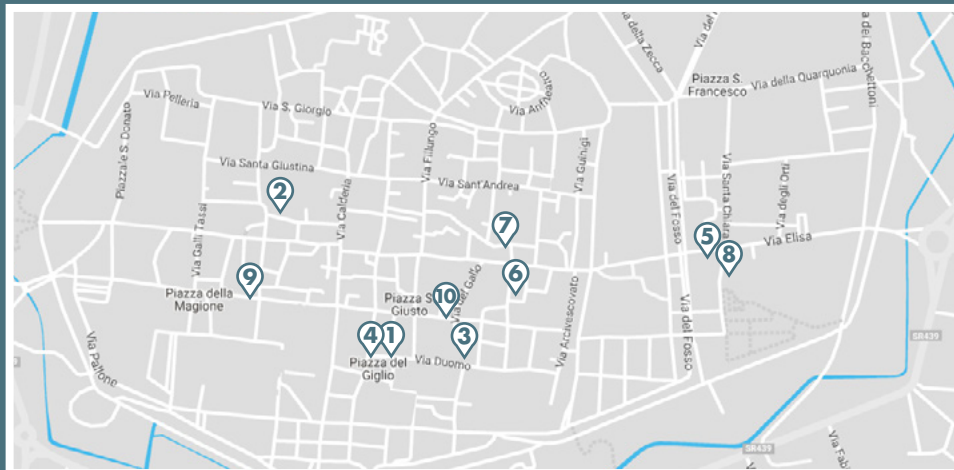 Via della Zecca
Via del
Via dei Bacchettoni
Piazza S.
Francesco
Via della Quarquonia
Via Pelleria
Via S. Giorgio
Via Anfiteatro
Piazzale S. Donato
Via Fillungo
Via Guinigi
Via Santa Giustina
Via Sant'Andrea
Via Calderia
Via Galli Tassi
Via del Fosso
Via Santa Chiara
Via degli Orti
Via Elisa
2
7
5
8
9
6
10
Piazza della
Magione
Piazza S.
Giusto
Via del Gallo
Via Arcivescovato
Via del Fosso
4
1
3
Piazza del
Giglio
Via Duomo
Via Pallone
SR439
SR439